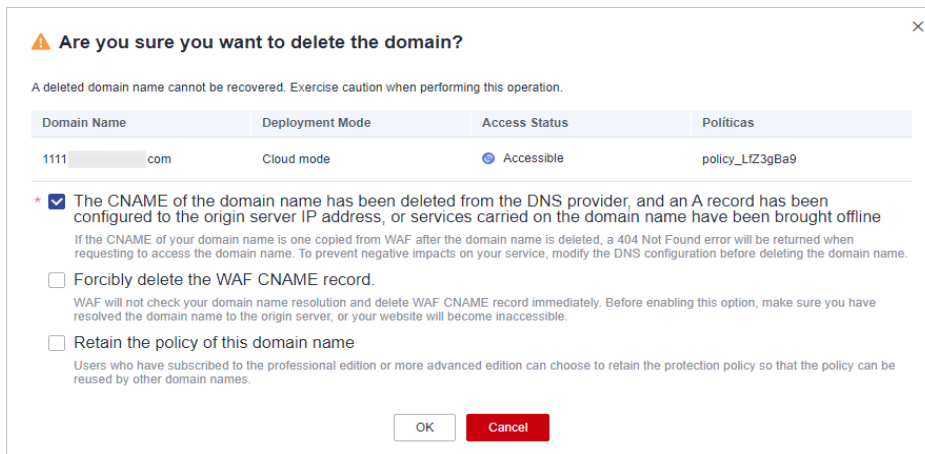 Are you sure you want to delete the domain?
A deleted domain name cannot be recovered. Exercise caution when performing this operation.
Domain Name Deployment Mode Access Status Políticas
1111 com Cloud mode Accessible policy_LfZ3gBa9
* The CNAME of the domain name has been deleted from the DNS provider, and an A record has been
configured to the origin server IP address, or services carried on the domain name have been brought offline
If the CNAME of your domain name is one copied from WAF after the domain name is deleted, a 404 Not Found error will be returned when
requesting to access the domain name. To prevent negative impacts on your service, modify the DNS configuration before deleting the domain name.
Forcibly delete the WAF CNAME record.
WAF will not check your domain name resolution and delete WAF CNAME record immediately. Before enabling this option, make sure you have
resolved the domain name to the origin server, or your website will become inaccessible.
Retain the policy of this domain name
Users who have subscribed to the professional edition or more advanced edition can choose to retain the protection policy so that the policy can be
reused by other domain names.
OK Cancel